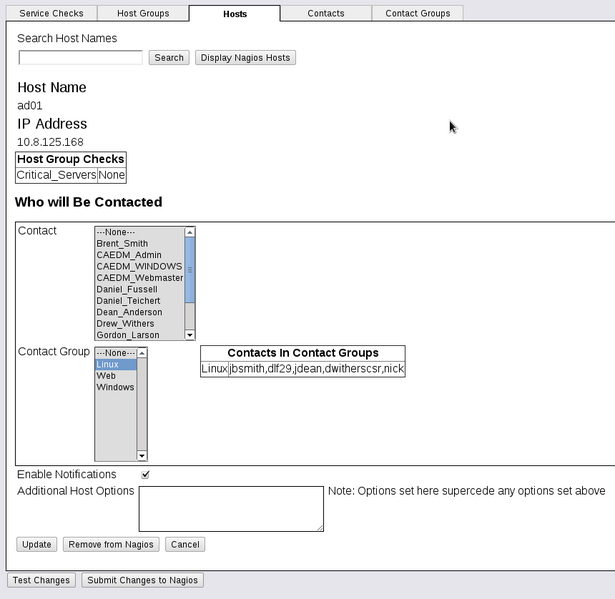 Service Checks Host Groups Hosts Contacts Contact Groups
Search Host Names
Search Display Nagios Hosts
Host Name
ad01
IP Address
10.8.125.168
Host Group Checks
Critical_Servers None
Who will Be Contacted
Contact
---None---
Brent_Smith
CAEDM_Admin
CAEDM_WINDOWS
CAEDM_Webmaster
Daniel_Fussell
Daniel_Teichert
Dean_Anderson
Drew_Withers
Gordon_Larson
Contact Group
---None---
Linux
Web
Windows
Contacts In Contact Groups
Linux jbsmith,dlf29,jdean,dwitherscsr,nick
Enable Notifications
Additional Host Options
Note: Options set here supercede any options set above
Update Remove from Nagios Cancel
Test Changes Submit Changes to Nagios